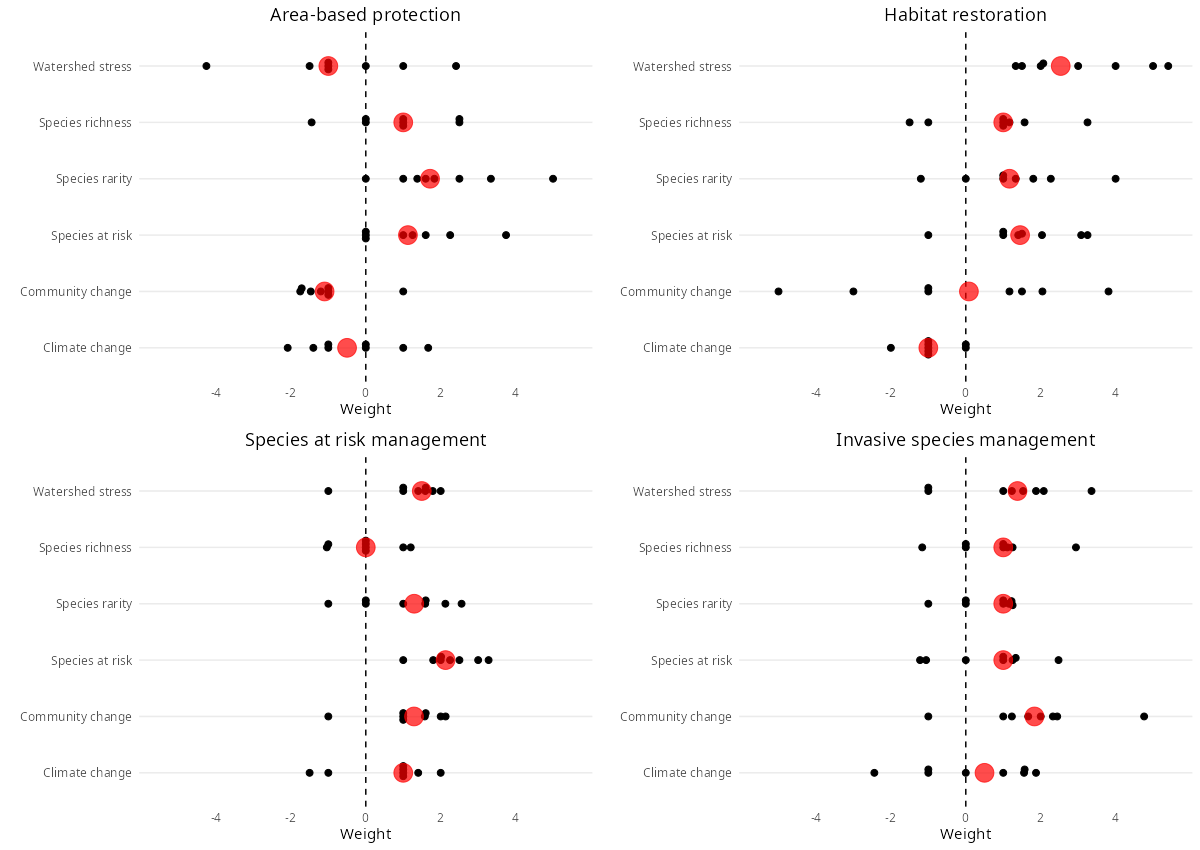 Area-based protection
Watershed stress
Species richness
Species rarity
Species at risk
Community change
Climate change
-4 -2 0 2 4
Weight
Habitat restoration
Watershed stress
Species richness
Species rarity
Species at risk
Community change
Climate change
-4 -2 0 2 4
Weight
Species at risk management
Watershed stress
Species richness
Species rarity
Species at risk
Community change
Climate change
-4 -2 0 2 4
Weight
Invasive species management
Watershed stress
Species richness
Species rarity
Species at risk
Community change
Climate change
-4 -2 0 2 4
Weight